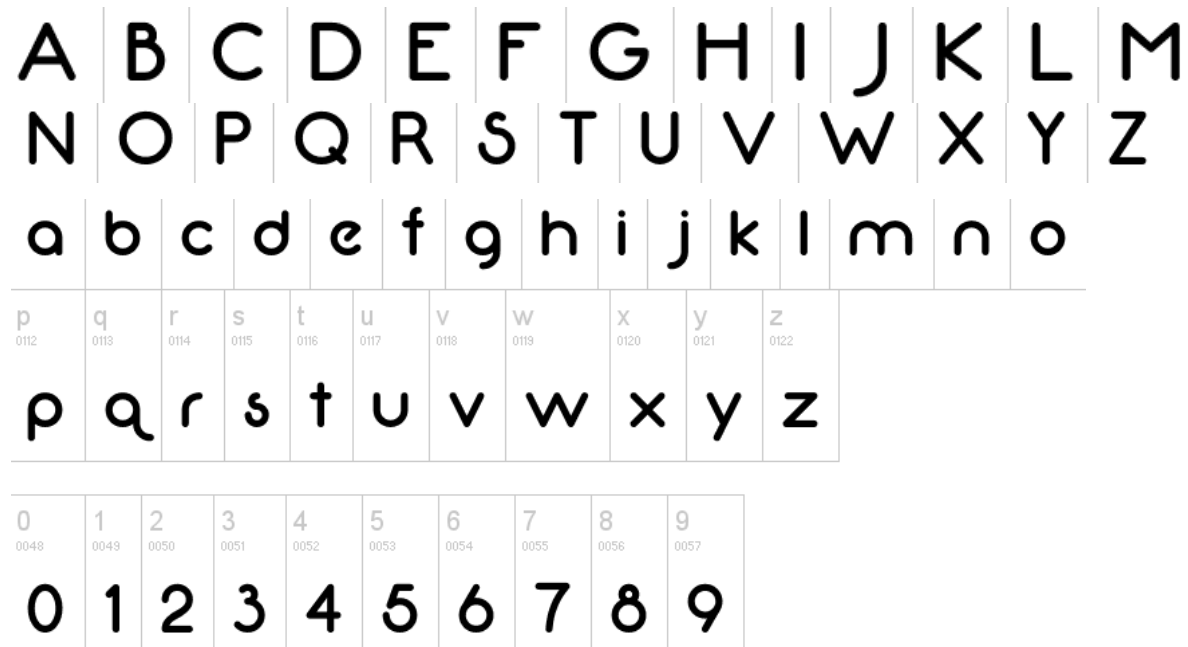 A B C D E F G H I J K L M
N O P Q R S T U V W X Y Z
a b c d e f g h i j k l m n o
p q r s t u v w x y z
0112 0113 0114 0115 0116 0117 0118 0119 0120 0121 0122
p q r s t u v w x y z
0 1 2 3 4 5 6 7 8 9
0048 0049 0050 0051 0052 0053 0054 0055 0056 0057
0 1 2 3 4 5 6 7 8 9